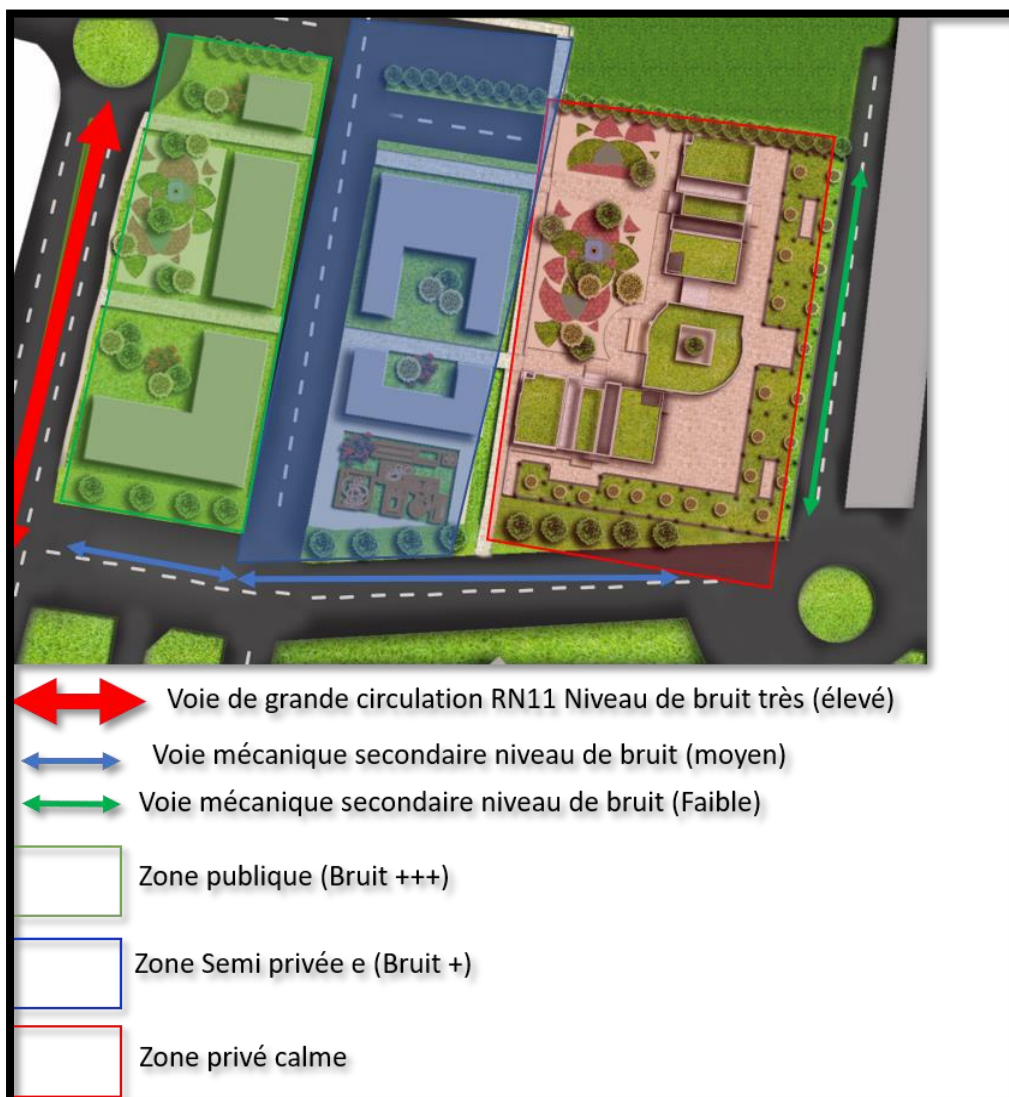 Voie de grande circulation RN11 Niveau de bruit très (élevé)
Voie mécanique secondaire niveau de bruit (moyen)
Voie mécanique secondaire niveau de bruit (Faible)
Zone publique (Bruit +++)
Zone Semi privée e (Bruit +)
Zone privé calme